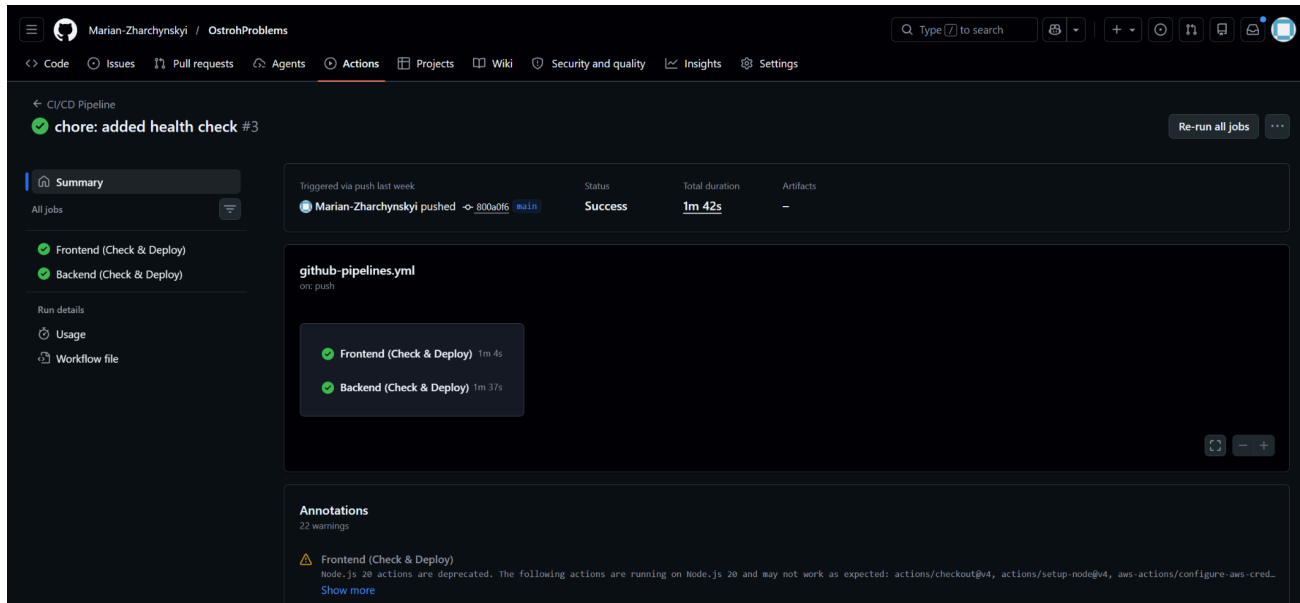 Marian-Zharchynskyi / OstrohProblems
Type / to search
Code Issues Pull requests Agents Actions Projects Wiki Security and quality Insights Settings
← CI/CD Pipeline
chore: added health check #3
Re-run all jobs
Summary
All jobs
Frontend (Check & Deploy)
Backend (Check & Deploy)
Run details
Usage
Workflow file
Triggered via push last week
Marian-Zharchynskyi pushed 800a0f6 main
Status
Success
Total duration
1m 42s
Artifacts
–
github-pipelines.yml
on: push
Frontend (Check & Deploy) 1m 4s
Backend (Check & Deploy) 1m 37s
Annotations
22 warnings
Frontend (Check & Deploy)
Node.js 20 actions are deprecated. The following actions are running on Node.js 20 and may not work as expected: actions/checkout@v4, actions/setup-node@v4, aws-actions/configure-aws-cred…
Show more